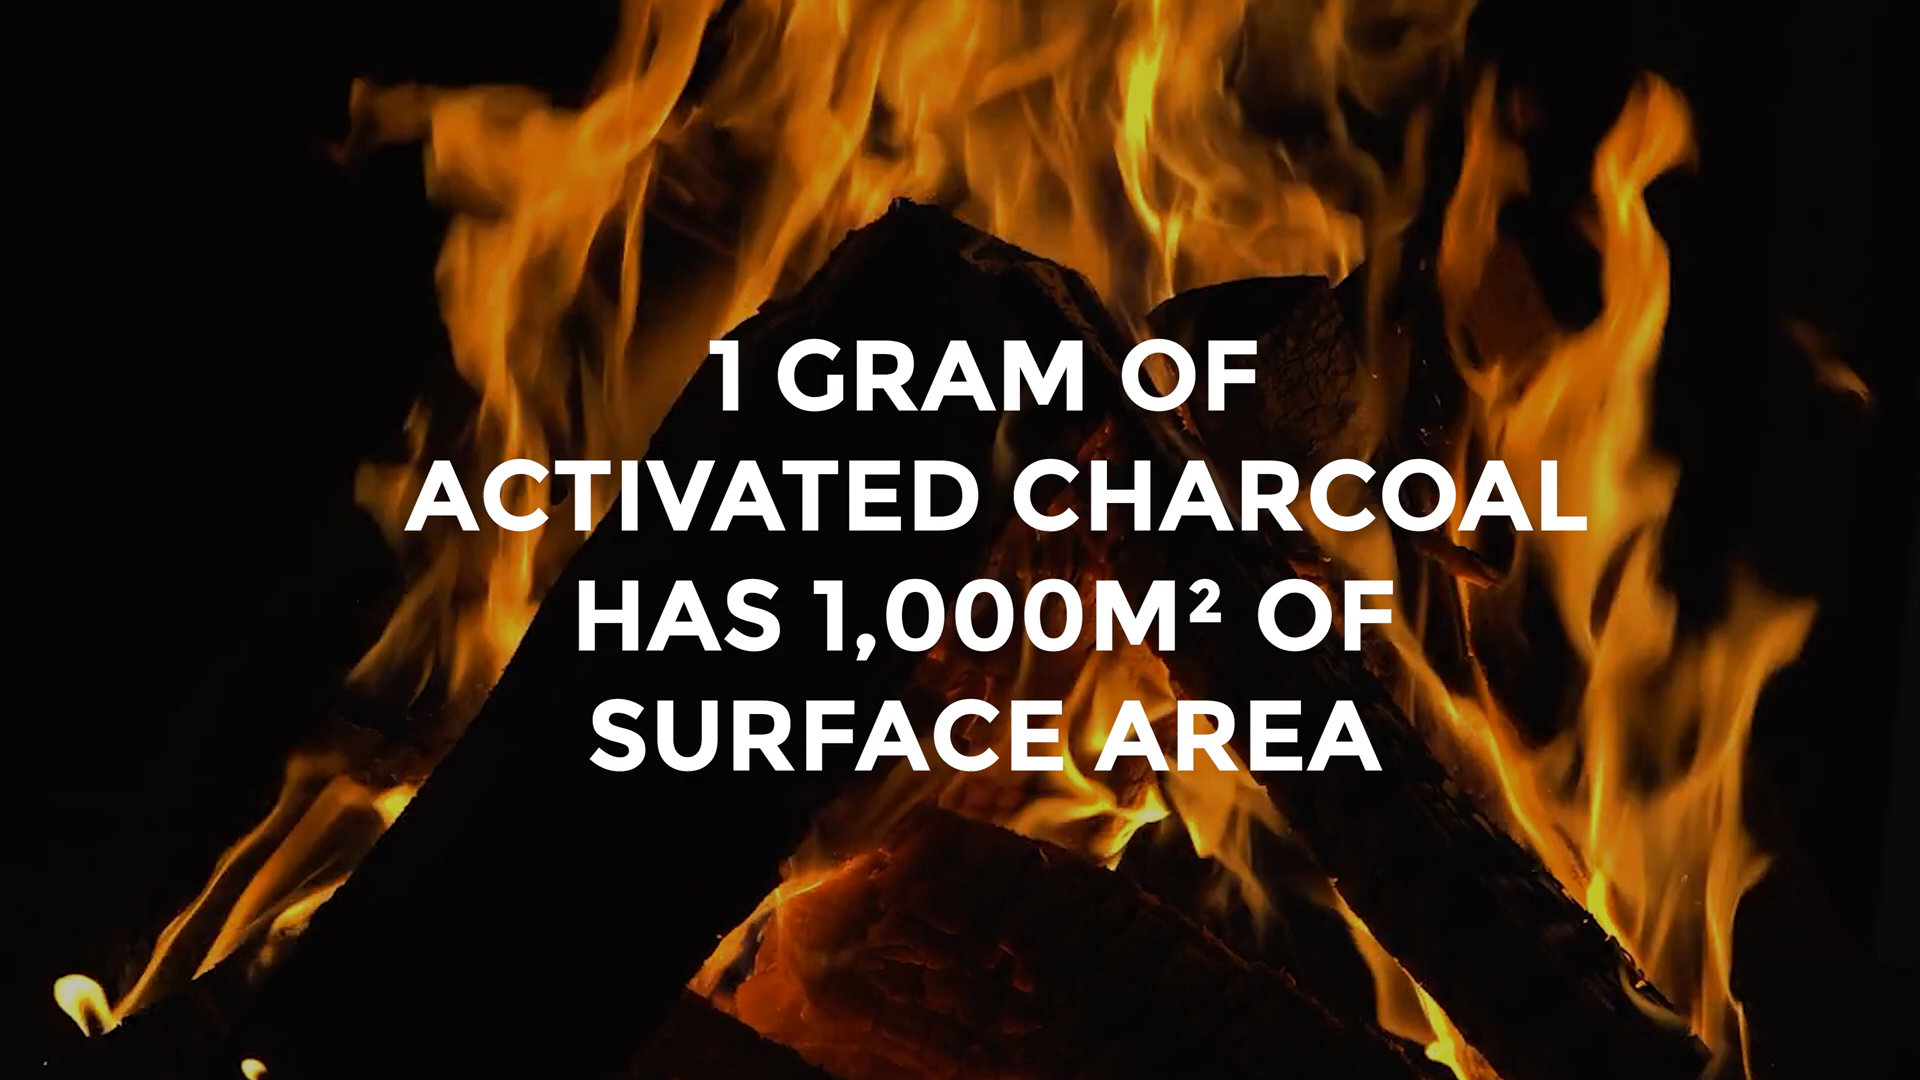 1 GRAM OF
ACTIVATED CHARCOAL
HAS 1,000M² OF
SURFACE AREA